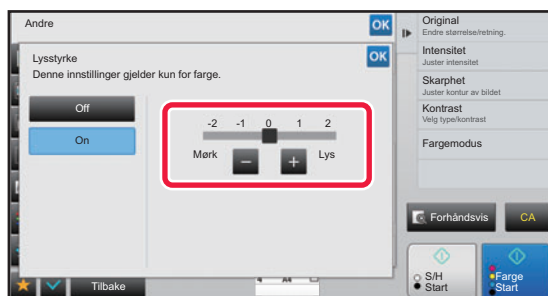 Andre
OK
Lysstyrke
OK
Denne innstillinger gjelder kun for farge.
Off
On
-2 -1 0 1 2
Mørk
Lys
Tilbake
A4
Original
Endre størrelse/retning.
Intensitet
Juster intensitet
Skarphet
Juster kontur av bildet
Kontrast
Velg type/kontrast
Fargemodus
Forhåndsvis
CA
S/H
Start
Farge
Start